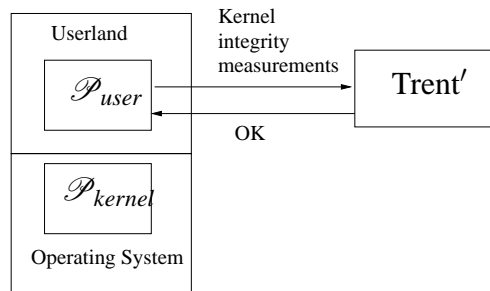 Userland
𝒫user
Kernel
integrity
measurements
Trent′
OK
𝒫kernel
Operating System